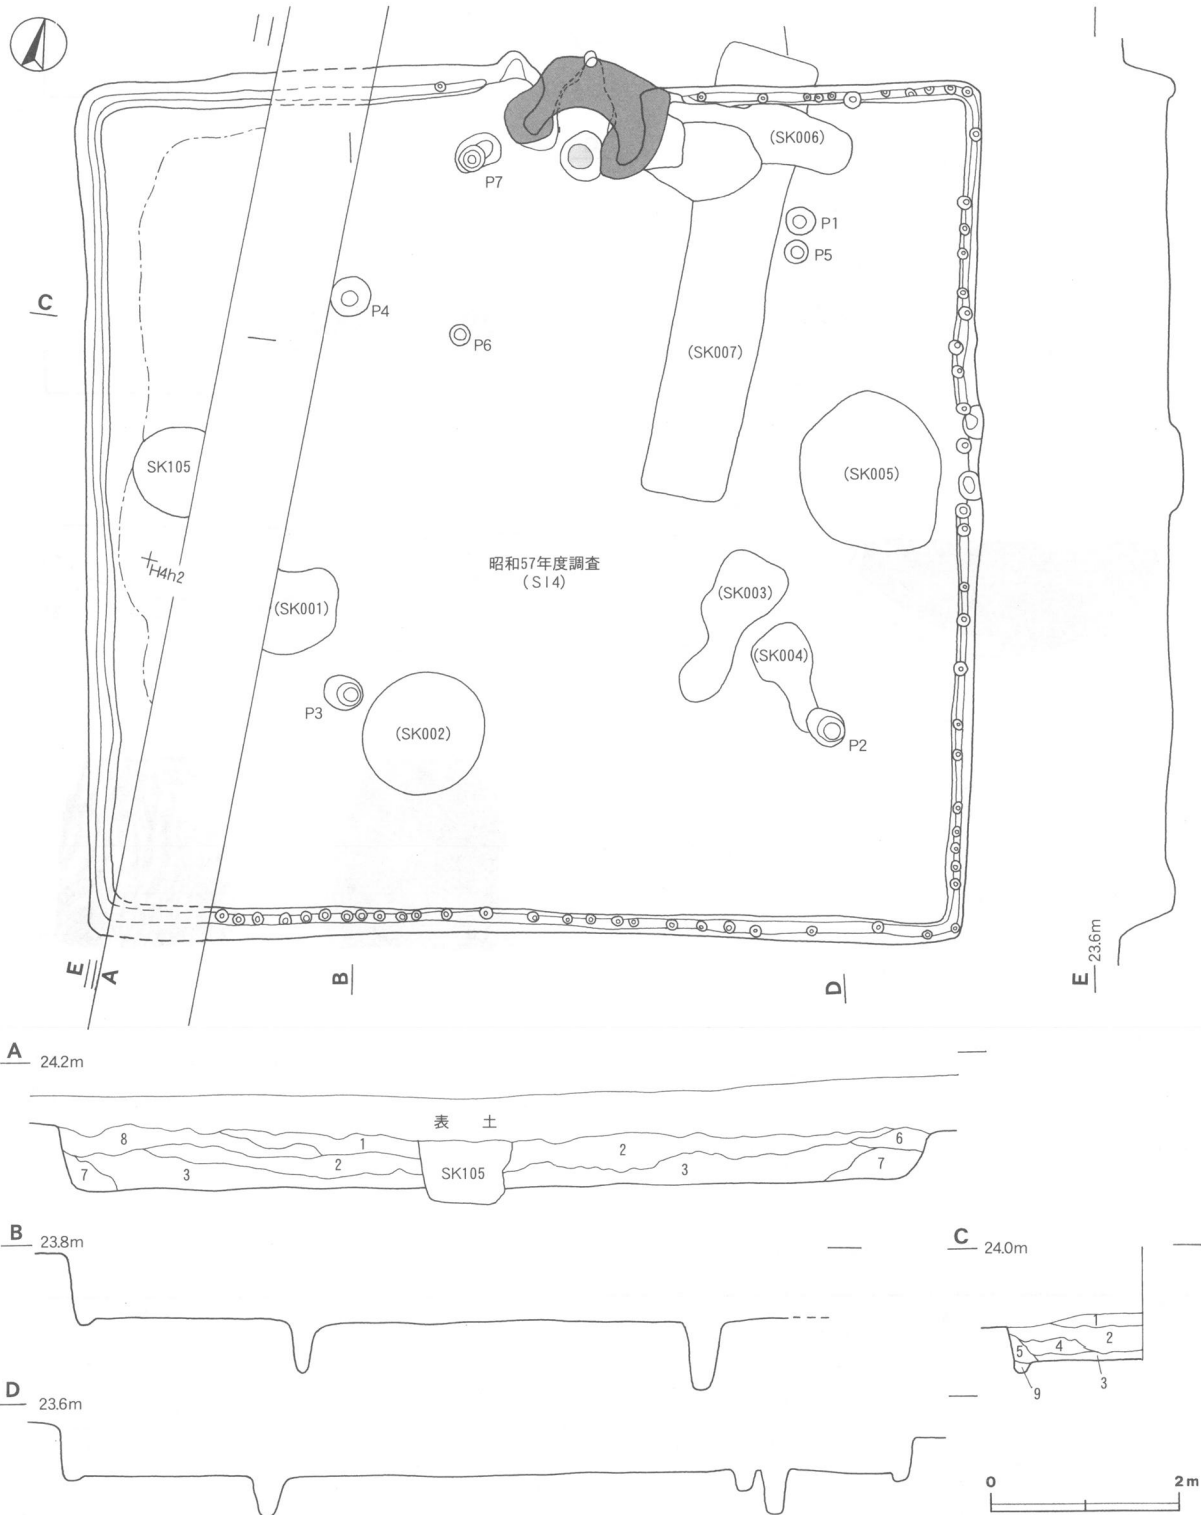 (SK006)
P7
P1
P5
C
P4
P6
(SK007)
SK105
(SK005)
H4h2
昭和57年度調査
(SI4)
(SK001)
(SK003)
(SK004)
P3
(SK002)
P2
E
A
B
D
E
23.6m
A
24.2m
表 土
8
1
2
6
2
3
7
3
SK105
7
B
23.8m
C
24.0m
1
2
4
5
3
9
D
23.6m
0
2m